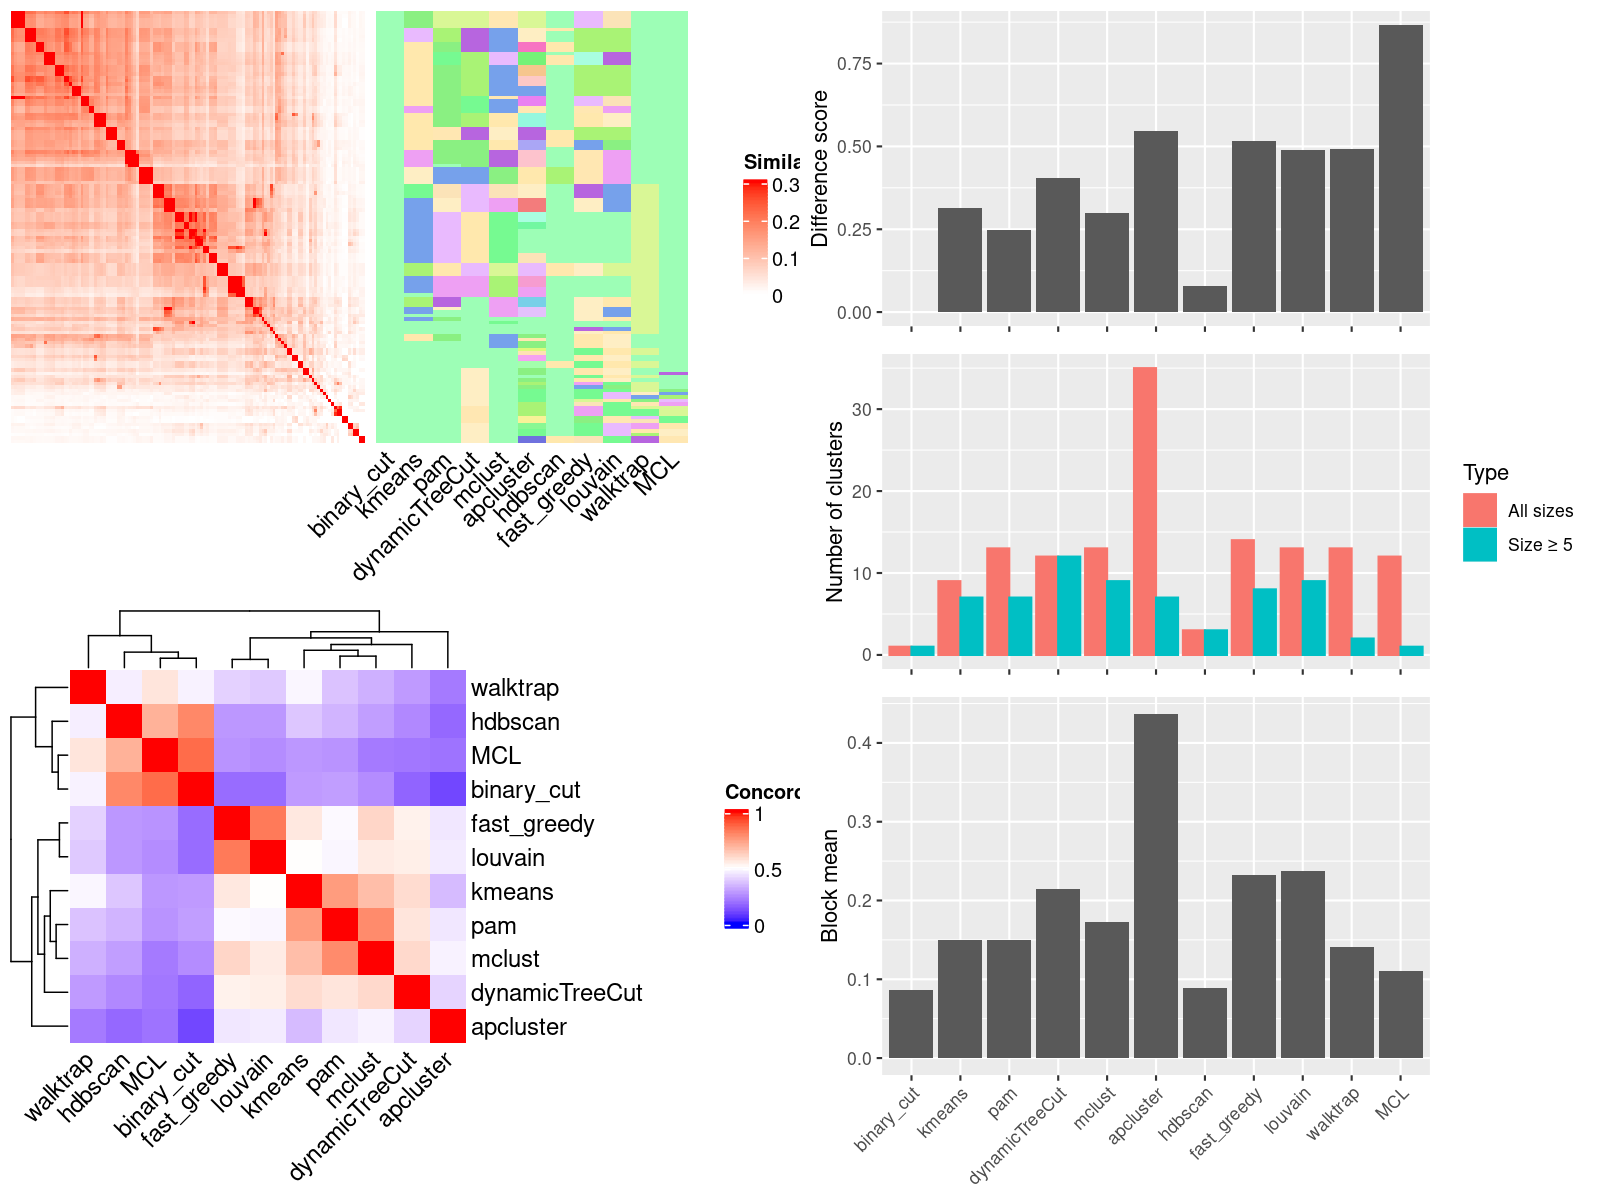 Simila
0.3
0.2
0.1
0
binary_cut
kmeans
pam
dynamicTreeCut
mclust
apcluster
hdbscan
fast_greedy
louvain
walktrap
MCL
Difference score
0.75
0.50
0.25
0.00
Number of clusters
30
20
10
0
Type
All sizes
Size ≥ 5
Block mean
0.4
0.3
0.2
0.1
0.0
binary_cut
kmeans
pam
dynamicTreeCut
mclust
apcluster
hdbscan
fast_greedy
louvain
walktrap
MCL
walktrap
hdbscan
MCL
binary_cut
fast_greedy
louvain
kmeans
pam
mclust
dynamicTreeCut
apcluster
walktrap
hdbscan
MCL
binary_cut
fast_greedy
louvain
kmeans
pam
mclust
dynamicTreeCut
apcluster
Concord
1
0.5
0